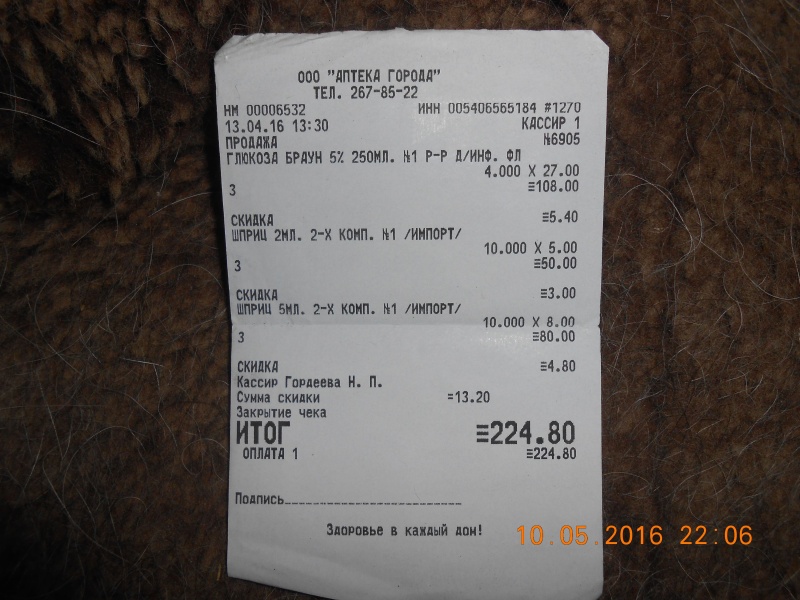 ООО "АПТЕКА ГОРОДА"
ТЕЛ. 267-85-22
НМ 00006532 ИНН 005406565184 #1270
13.04.16 13:30 КАССИР 1
ПРОДАЖА №6905
ГЛЮКОЗА БРАУН 5% 250МЛ. №1 Р-Р Д/ИНФ. ФЛ
4.000 X 27.00
3 ≡108.00
СКИДКА ≡5.40
ШПРИЦ 2МЛ. 2-Х КОМП. №1 /ИМПОРТ/
10.000 X 5.00
3 ≡50.00
СКИДКА ≡3.00
ШПРИЦ 5МЛ. 2-Х КОМП. №1 /ИМПОРТ/
10.000 X 8.00
3 ≡80.00
СКИДКА ≡4.80
Кассир Гордеева Н. П.
Сумма скидки =13.20
Закрытие чека
ИТОГ ≡224.80
ОПЛАТА 1 ≡224.80
Подпись________________________
Здоровье в каждый дом!
10.05.2016 22:06